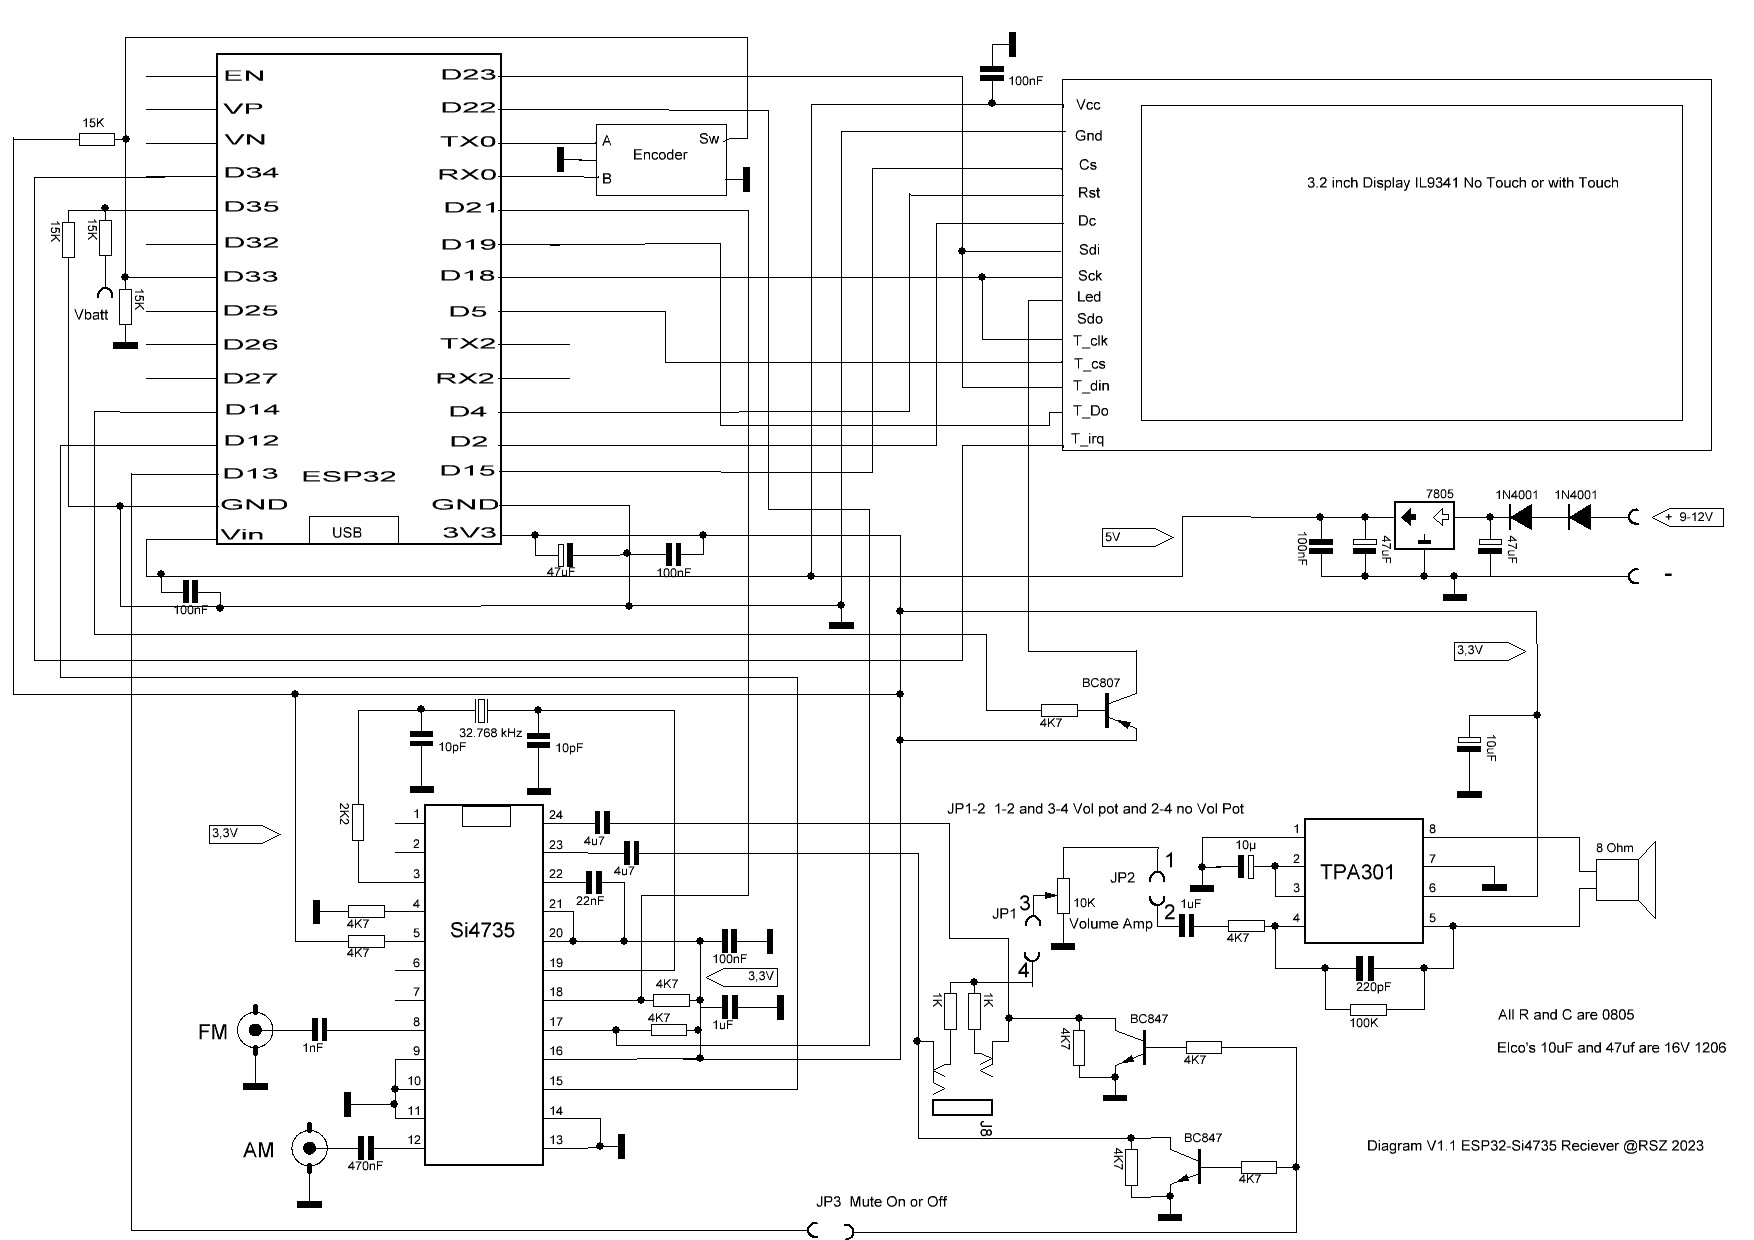 EN
VP
VN
D34
D35
D32
D33
D25
D26
D27
D14
D12
D13
GND
Vin
D23
D22
TX0
RX0
D21
D19
D18
D5
TX2
RX2
D4
D2
D15
GND
3V3
ESP32
USB
15K
15K
15K
15K
Vbatt
A
B
Sw
Encoder
100nF
Vcc
Gnd
Cs
Rst
Dc
Sdi
Sck
Led
Sdo
T_clk
T_cs
T_din
T_Do
T_irq
3.2 inch Display IL9341 No Touch or with Touch
47uF
100nF
100nF
5V
7805
1N4001
1N4001
+ 9-12V
-
100nF
47uF
47uF
3,3V
BC807
4K7
10uF
32.768 kHz
10pF
10pF
2K2
3,3V
Si4735
1
2
3
4
5
6
7
8
9
10
11
12
24
23
22
21
20
19
18
17
16
15
14
13
4K7
4K7
4u7
4u7
22nF
100nF
3,3V
4K7
1uF
4K7
FM
1nF
AM
470nF
JP1-2 1-2 and 3-4 Vol pot and 2-4 no Vol Pot
JP2
1
2
JP1
3
4
10K
Volume Amp
1uF
4K7
10µ
TPA301
1
2
3
4
8
7
6
5
8 Ohm
220pF
100K
1K
1K
J8
BC847
4K7
4K7
BC847
4K7
4K7
All R and C are 0805
Elco's 10uF and 47uf are 16V 1206
Diagram V1.1 ESP32-Si4735 Reciever @RSZ 2023
JP3 Mute On or Off